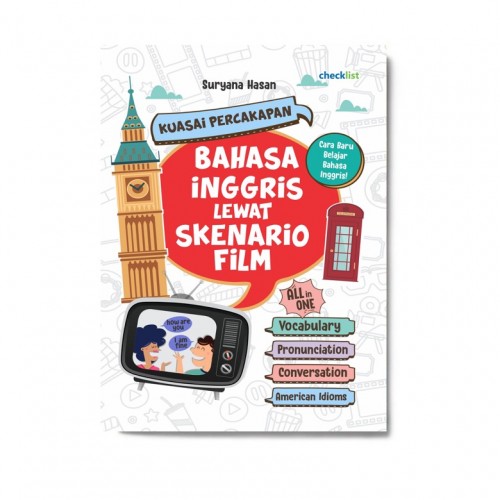 Suryana Hasan
checklist
KUASAI PERCAKAPAN
BAHASA
INGGRIS
LEWAT
SKENARIO
FILM
Cara Baru
Belajar
Bahasa
Inggris!
ALL in
ONE
Vocabulary
Pronunciation
Conversation
American Idioms
how are
you
I am
fine